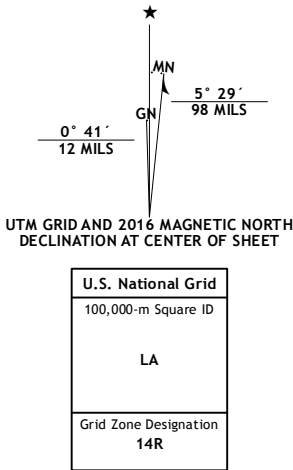 ★
MN
GN
5° 29´
98 MILS
0° 41´
12 MILS
UTM GRID AND 2016 MAGNETIC NORTH
DECLINATION AT CENTER OF SHEET
U.S. National Grid
100,000-m Square ID
LA
Grid Zone Designation
14R